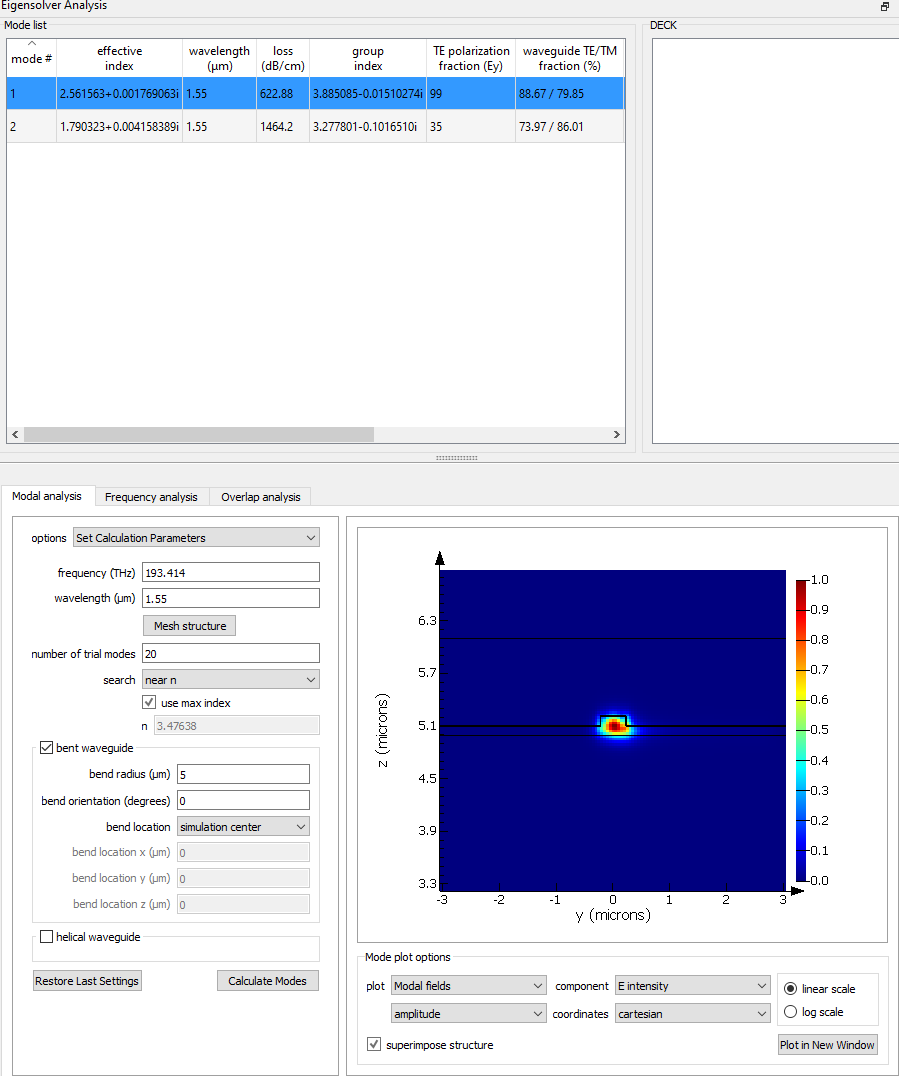 Eigensolver Analysis
Mode list
DECK
mode # effective index wavelength (μm) loss (dB/cm) group index TE polarization fraction (Ey) waveguide TE/TM fraction (%)
1 2.561563+0.001769063i 1.55 622.88 3.885085-0.01510274i 99 88.67 / 79.85
2 1.790323+0.004158389i 1.55 1464.2 3.277801-0.1016510i 35 73.97 / 86.01
Modal analysis Frequency analysis Overlap analysis
options Set Calculation Parameters
frequency (THz) 193.414
wavelength (μm) 1.55
Mesh structure
number of trial modes 20
search near n
use max index
n 3.47638
bent waveguide
bend radius (μm) 5
bend orientation (degrees) 0
bend location simulation center
bend location x (μm) 0
bend location y (μm) 0
bend location z (μm) 0
helical waveguide
Restore Last Settings Calculate Modes
z (microns)
6.3
5.7
5.1
4.5
3.9
3.3
-3 -2 -1 0 1 2 3
y (microns)
1.0
0.9
0.8
0.7
0.6
0.5
0.4
0.3
0.2
0.1
0.0
Mode plot options
plot Modal fields component E intensity
amplitude coordinates cartesian
linear scale
log scale
superimpose structure
Plot in New Window